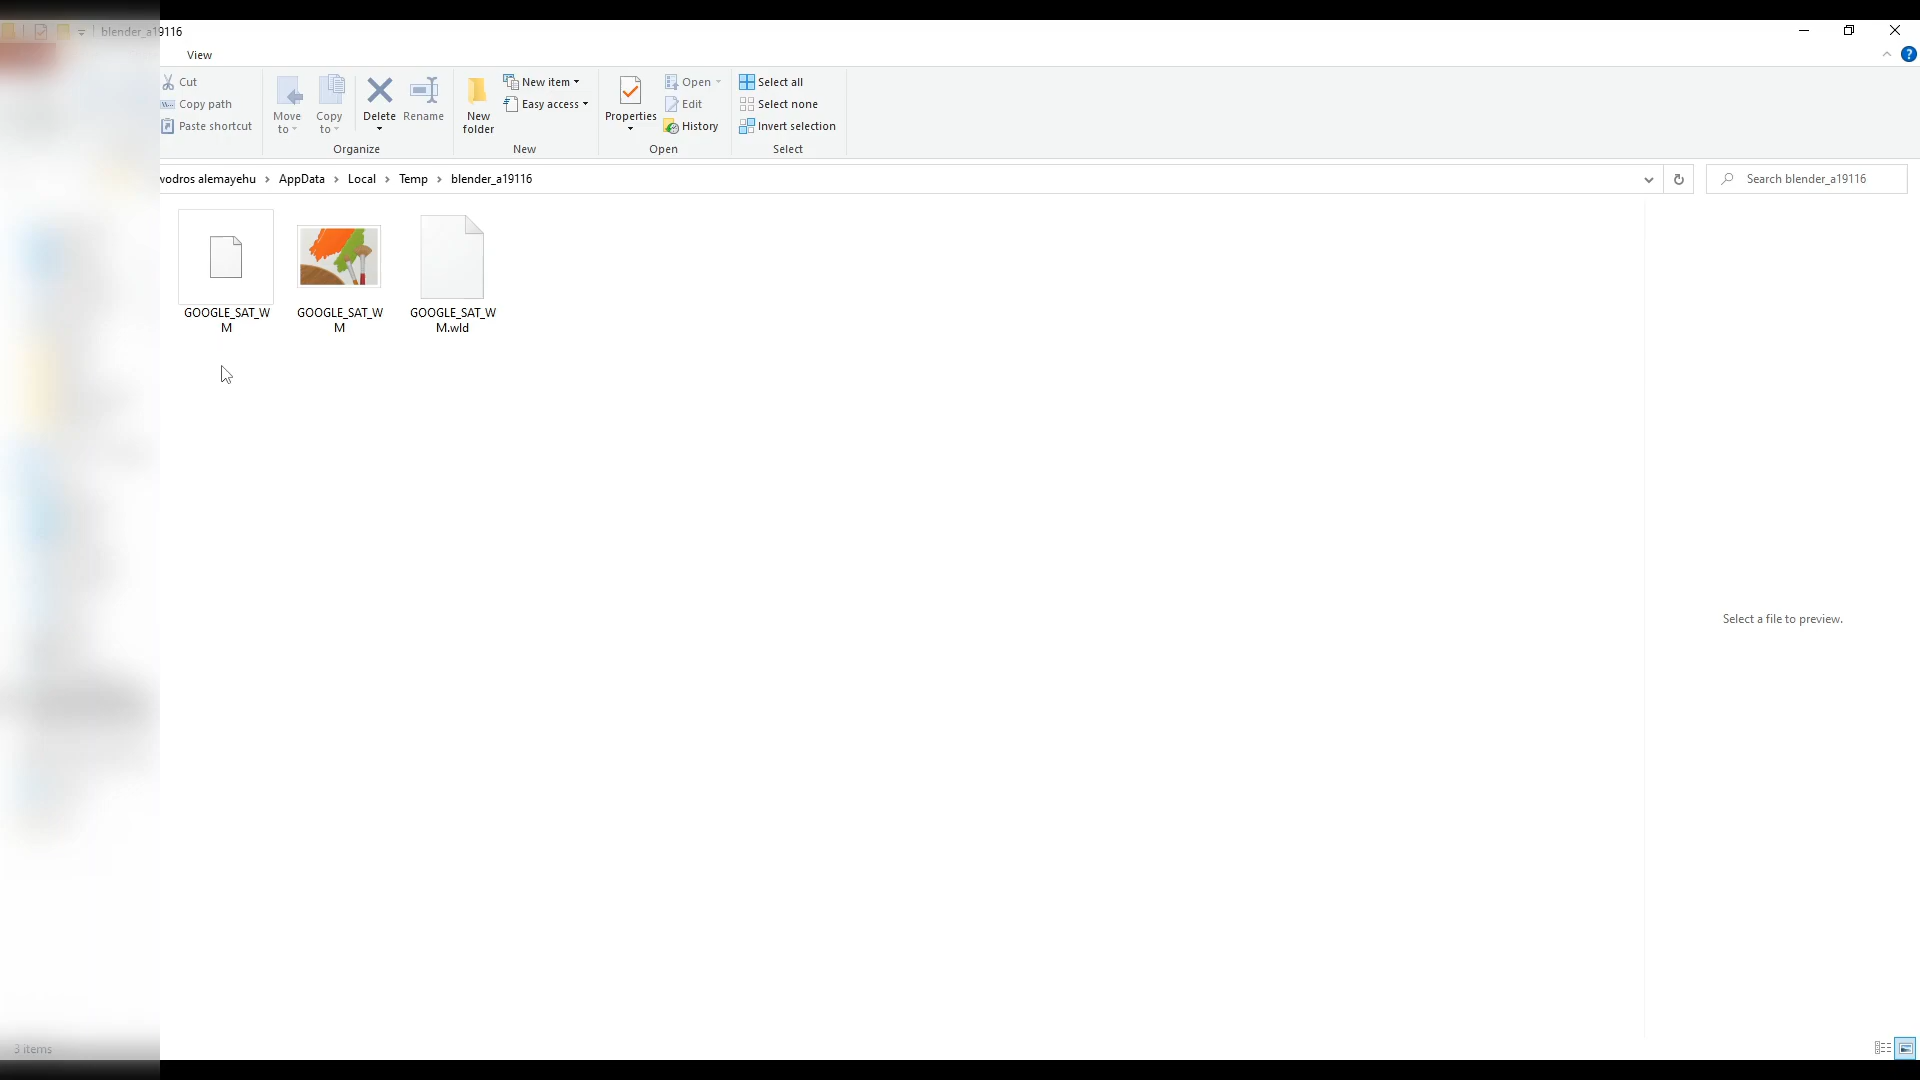 blender_a19116
View
Cut
Copy path
Paste shortcut
Move to
Copy to
Delete
Rename
Organize
New folder
New item
Easy access
New
Properties
Open
Edit
History
Open
Select all
Select none
Invert selection
Select
alemayehu > AppData > Local > Temp > blender_a19116
Search blender_a19116
GOOGLE_SAT_W
M
GOOGLE_SAT_W
M
GOOGLE_SAT_W
M.wld
Select a file to preview.
3 items